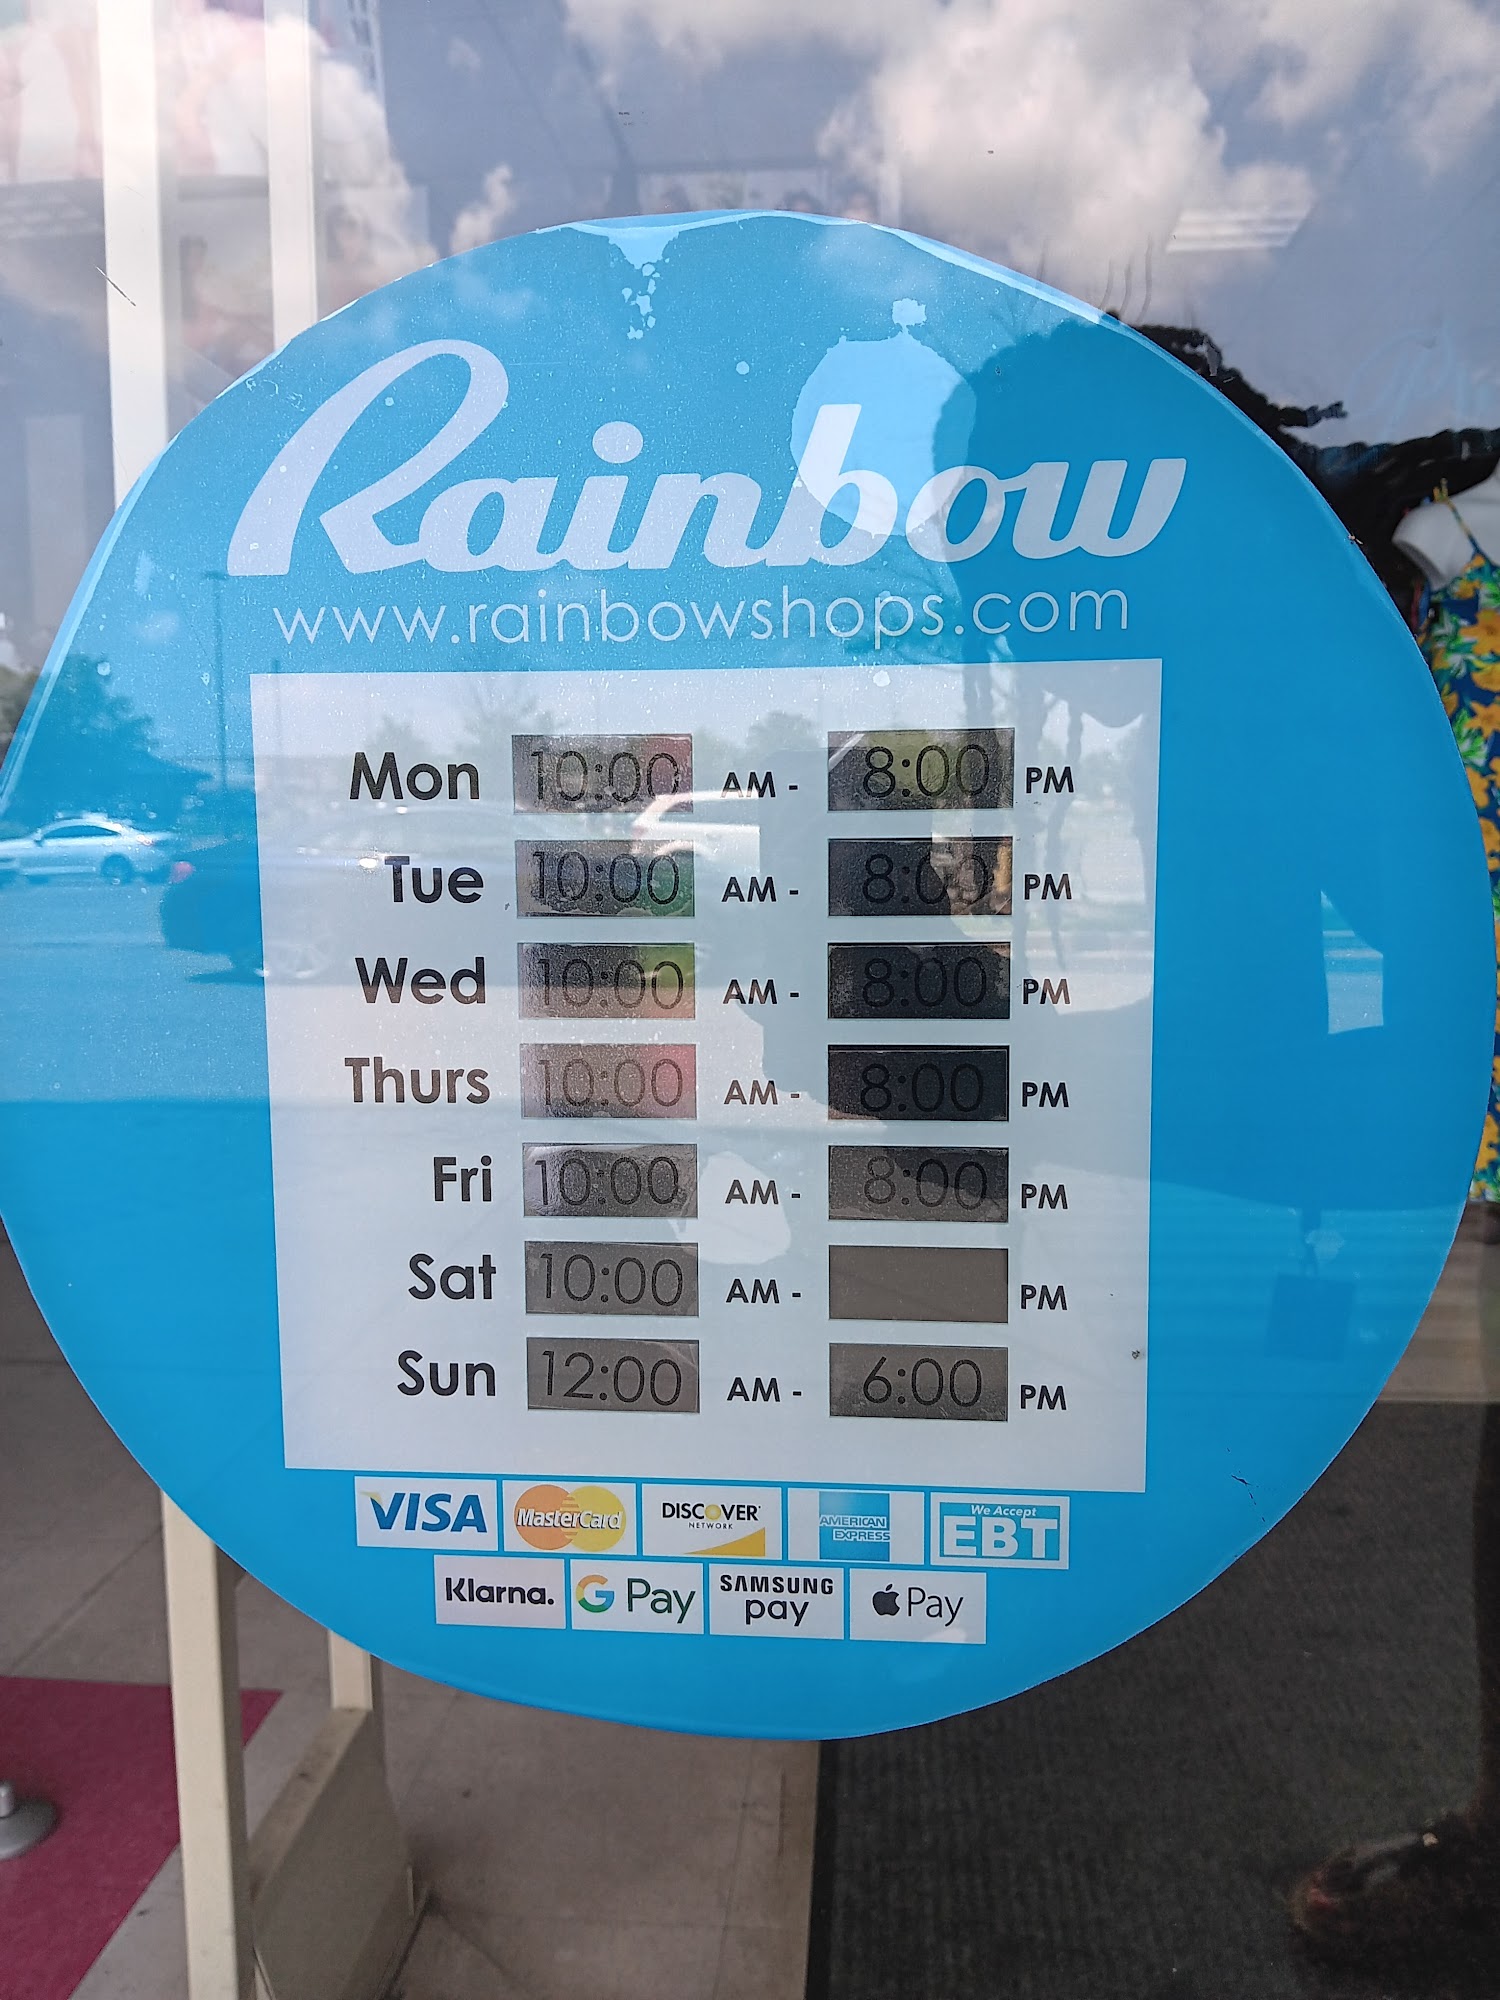 Rainbow
www.rainbowshops.com
Mon 10:00 AM - 8:00 PM
Tue 10:00 AM - 8:00 PM
Wed 10:00 AM - 8:00 PM
Thurs 10:00 AM - 8:00 PM
Fri 10:00 AM - 8:00 PM
Sat 10:00 AM - PM
Sun 12:00 AM - 6:00 PM
VISA MasterCard DISCOVER NETWORK AMERICAN EXPRESS We Accept EBT
Klarna. G Pay SAMSUNG pay Pay